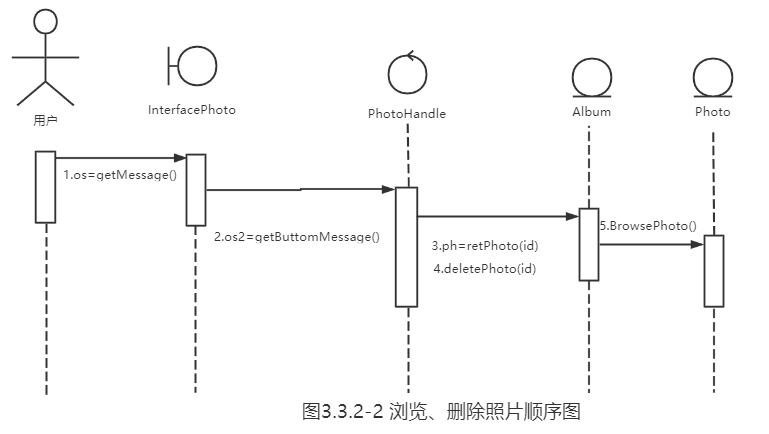 用户
InterfacePhoto
PhotoHandle
Album
Photo
1.os=getMessage()
2.os2=getButtomMessage()
3.ph=retPhoto(id)
4.deletePhoto(id)
5.BrowsePhoto()
图3.3.2-2 浏览、删除照片顺序图